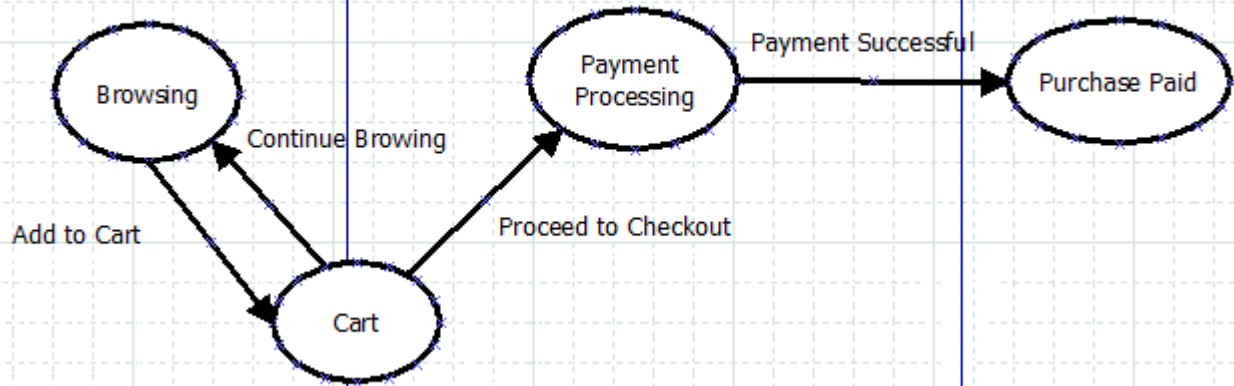 Browsing
Payment
Processing
Payment Successful
Purchase Paid
Continue Browing
Add to Cart
Proceed to Checkout
Cart